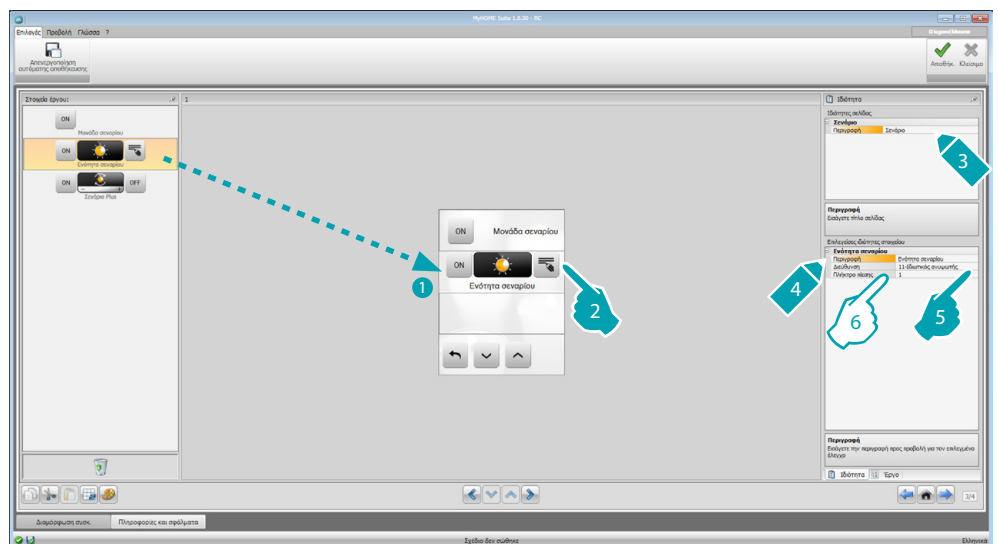 MyHOME Suite 1.0.30 - MC
Επιλογές Προβολή Γλώσσα ?
Απενεργοποίηση
αυτόματης αποθήκευσης
Αποθήκ. Κλείσιμο
Στοιχεία έργου:
1
Ιδιότητα
ON
Μονάδα σεναρίου
ON
Ενότητα σεναρίου
ON
OFF
Σενάριο Plus
ON Μονάδα σεναρίου
ON
Ενότητα σεναρίου
1
2
Ιδιότητες σελίδας
Σενάριο
Περιγραφή Σενάριο
3
Περιγραφή
Εισάγετε τίτλο σελίδας
Επιλεγείσες ιδιότητες στοιχείου
Ενότητα σεναρίου
Περιγραφή Ενότητα σεναρίου
Διεύθυνση 11-Ιδιωτικός
Πλήκτρο πίεσης 1
4
5
6
Περιγραφή
Εισάγετε την περιγραφή προς προβολή για τον επιλεγμένο
έλεγχο
Ιδιότητα Έργο
3/4
Διαμόρφωση συσκ. Πληροφορίες και σφάλματα
Σχέδιο δεν σώθηκε
Ελληνικά